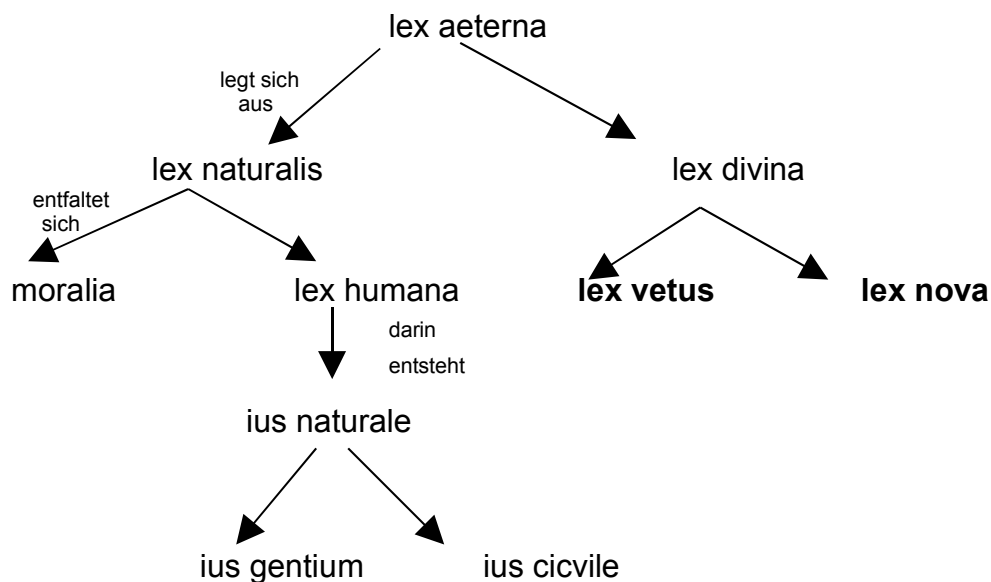 lex aeterna
legt sich
aus
lex naturalis
lex divina
entfaltet
sich
moralia
lex humana
lex vetus
lex nova
darin
entsteht
ius naturale
ius gentium
ius cicvile